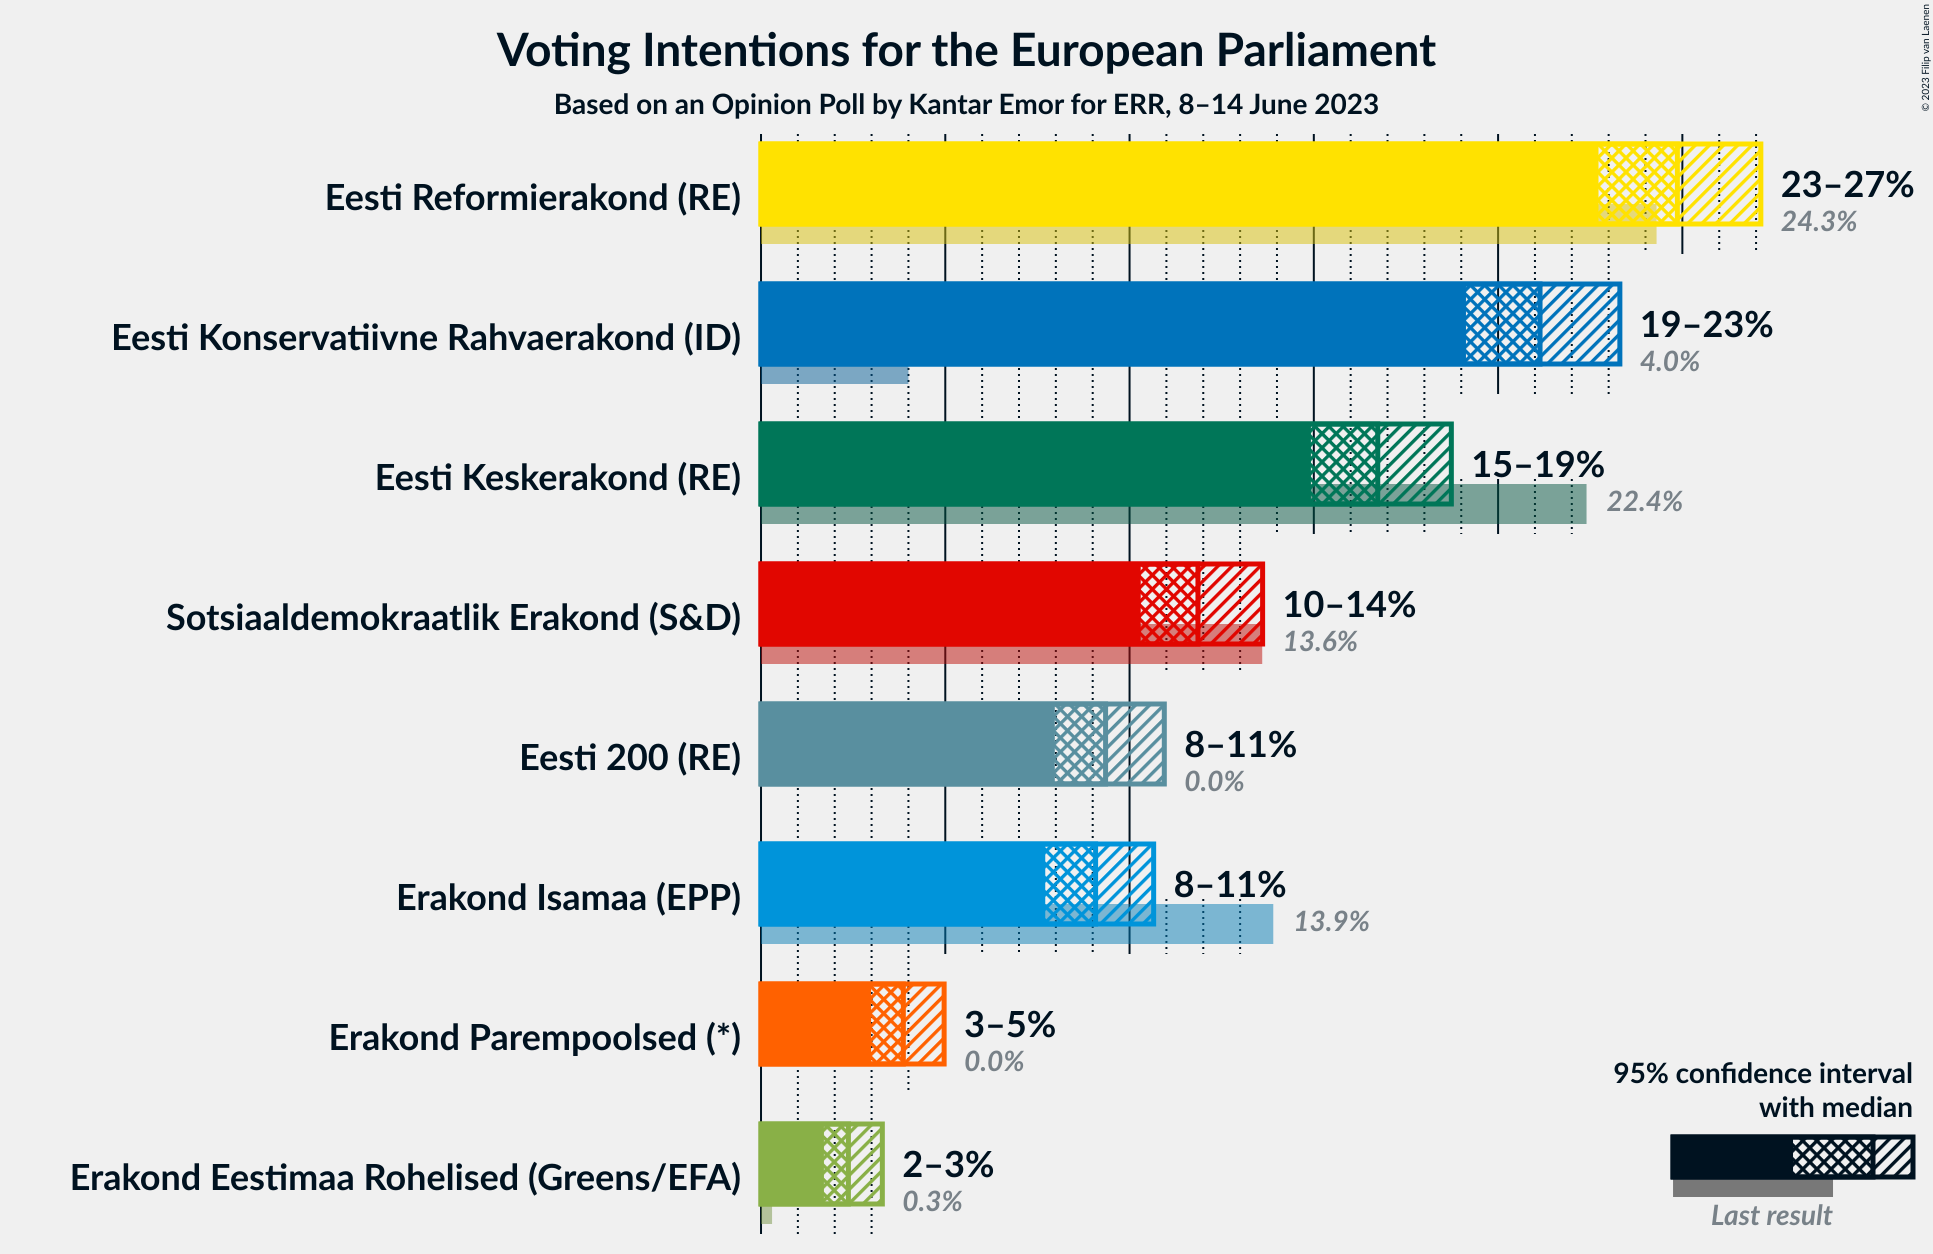 Voting Intentions for the European Parliament
Based on an Opinion Poll by Kantar Emor for ERR, 8–14 June 2023
© 2023 Filip van Laenen
Eesti Reformierakond (RE)
23–27%
24.3%
Eesti Konservatiivne Rahvaerakond (ID)
19–23%
4.0%
Eesti Keskerakond (RE)
15–19%
22.4%
Sotsiaaldemokraatlik Erakond (S&D)
10–14%
13.6%
Eesti 200 (RE)
8–11%
0.0%
Erakond Isamaa (EPP)
8–11%
13.9%
Erakond Parempoolsed (*)
3–5%
0.0%
Erakond Eestimaa Rohelised (Greens/EFA)
2–3%
0.3%
95% confidence interval
with median
Last result